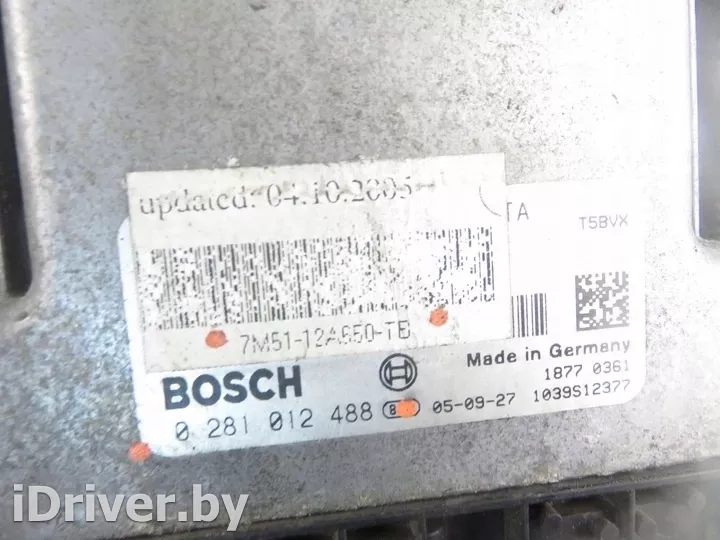 updated: 04.10.2005
TA
T5BVX
7M51-12A650-TB
Made in Germany
BOSCH
1877 0361
0 281 012 488
05-09-27 1039S12377
iDriver.by